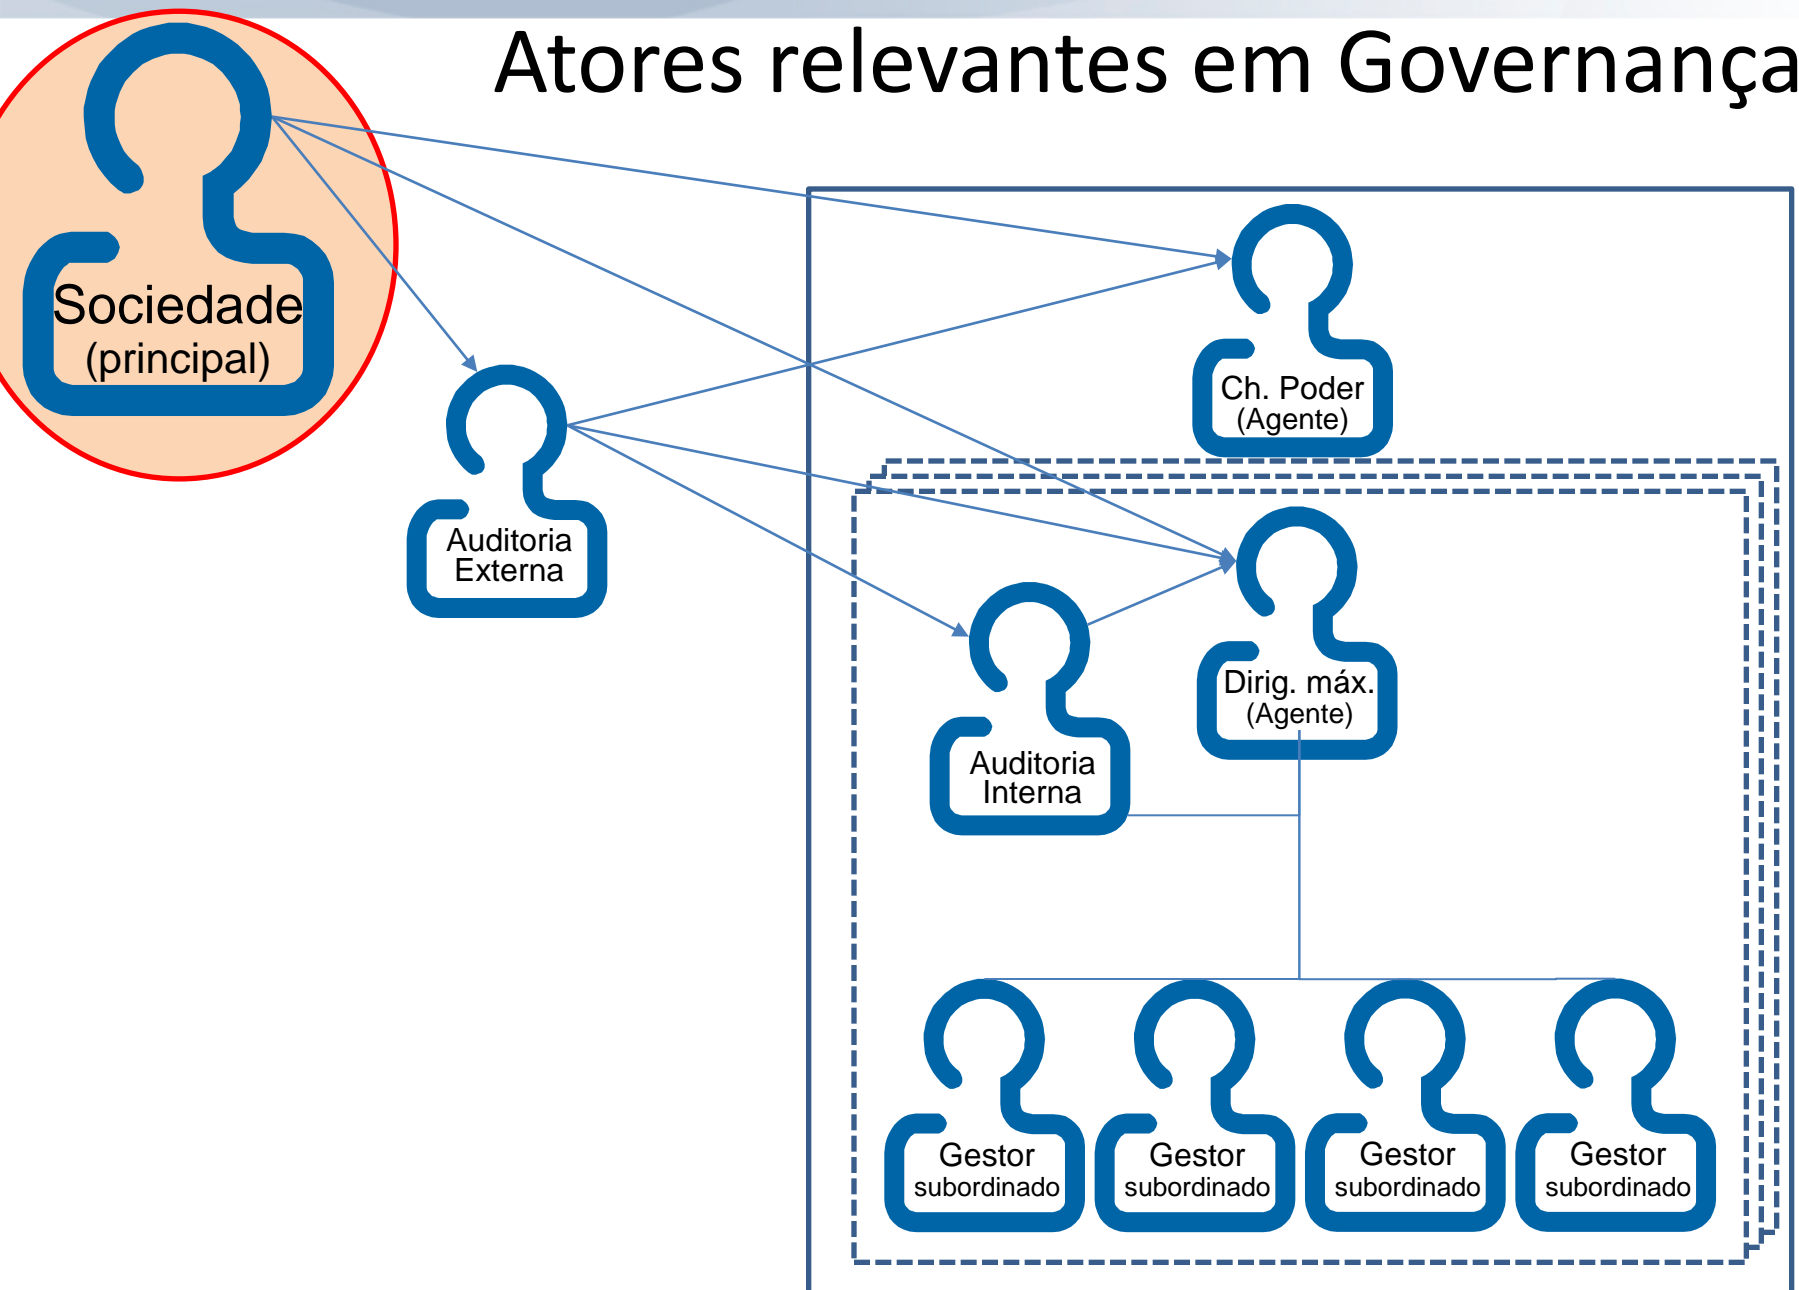 Atores relevantes em Governança
Sociedade
(principal)
Ch. Poder
(Agente)
Auditoria
Externa
Dirig. máx.
(Agente)
Auditoria
Interna
Gestor
subordinado
Gestor
subordinado
Gestor
subordinado
Gestor
subordinado